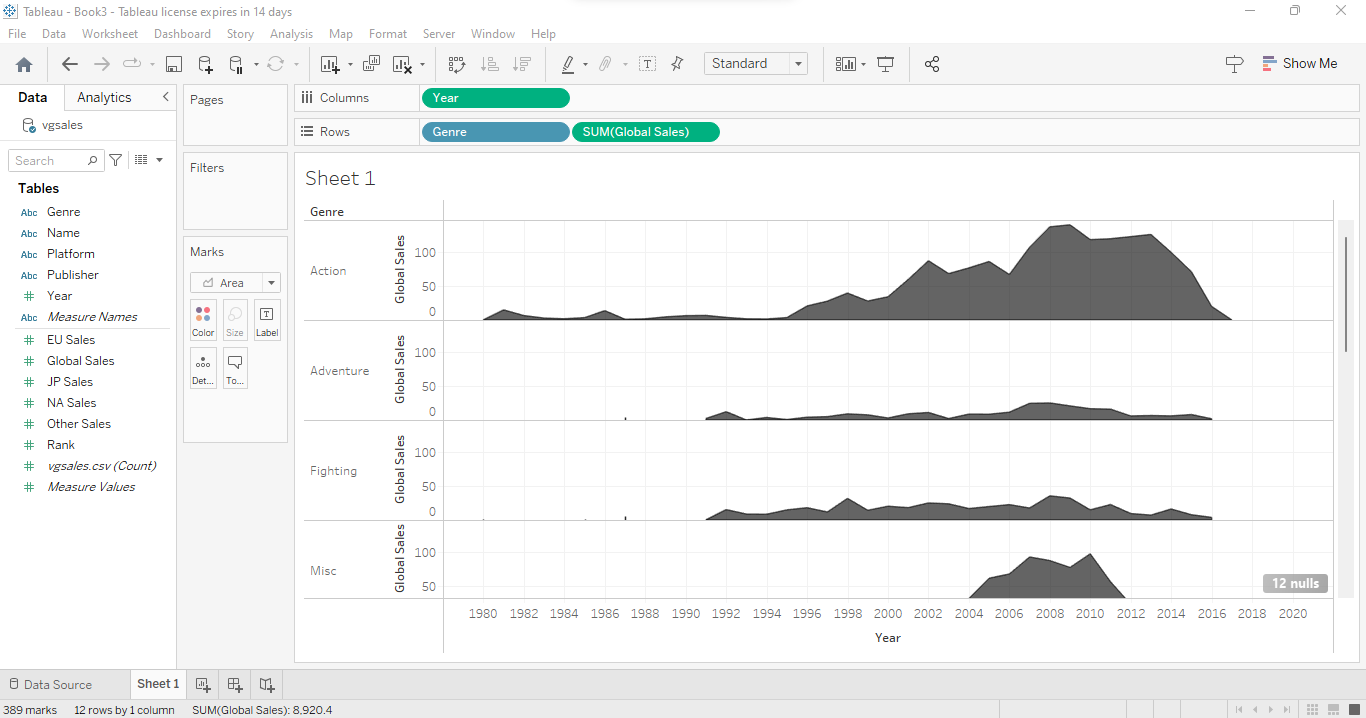 Tableau - Book3 - Tableau license expires in 14 days
File Data Worksheet Dashboard Story Analysis Map Format Server Window Help
Standard
Show Me
Data Analytics
vgsales
Search
Tables
Abc Genre
Abc Name
Abc Platform
Abc Publisher
# Year
Abc Measure Names
# EU Sales
# Global Sales
# JP Sales
# NA Sales
# Other Sales
# Rank
# vgsales.csv (Count)
# Measure Values
Pages
Filters
Marks
Area
Color Size Label
Det... To...
Columns Year
Rows Genre SUM(Global Sales)
Sheet 1
Genre
Action
Global Sales
100
50
0
Adventure
Global Sales
100
50
0
Fighting
Global Sales
100
50
0
Misc
Global Sales
100
50
12 nulls
1980 1982 1984 1986 1988 1990 1992 1994 1996 1998 2000 2002 2004 2006 2008 2010 2012 2014 2016 2018 2020
Year
Data Source Sheet 1
389 marks 12 rows by 1 column SUM(Global Sales): 8,920.4